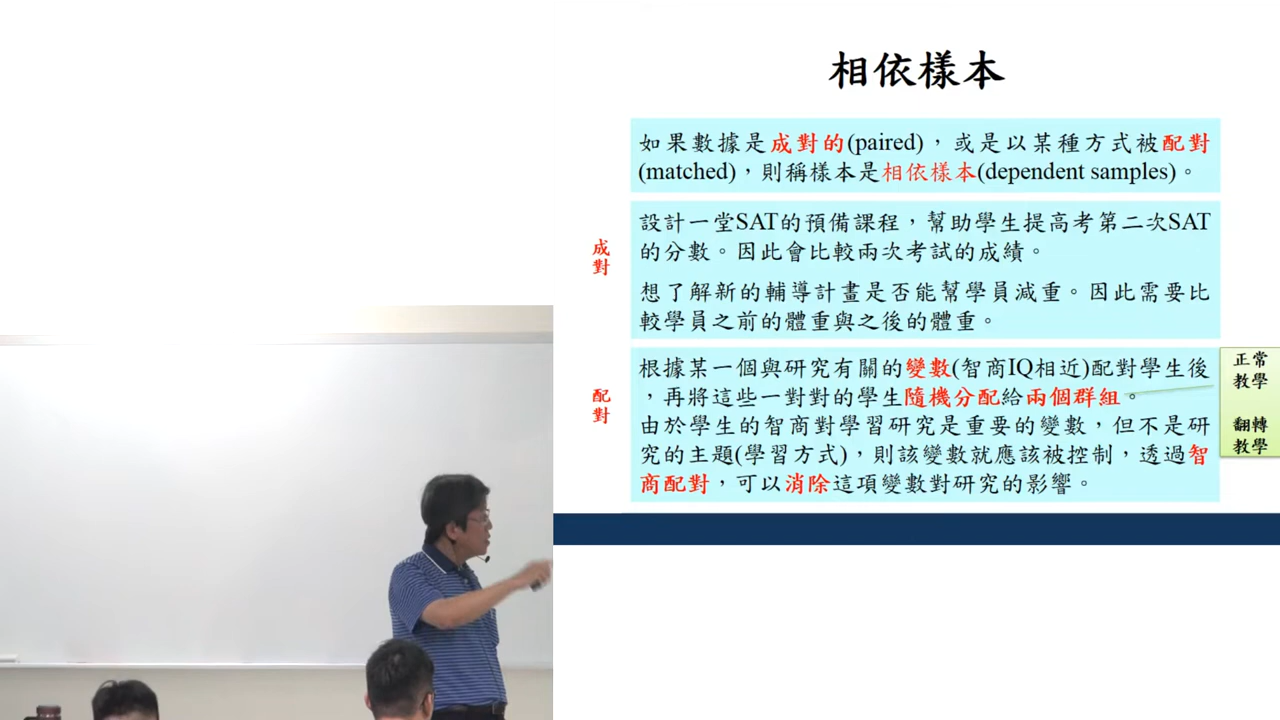 相依樣本
如果數據是成對的(paired)，或是以某種方式被配對
(matched)，則稱樣本是相依樣本(dependent samples)。
成對
設計一堂SAT的預備課程，幫助學生提高考第二次SAT
的分數。因此會比較兩次考試的成績。
想了解新的輔導計畫是否能幫學員減重。因此需要比
較學員之前的體重與之後的體重。
配對
根據某一個與研究有關的變數(智商IQ相近)配對學生後
，再將這些一對對的學生隨機分配給兩個群組。
由於學生的智商對學習研究是重要的變數，但不是研
究的主題(學習方式)，則該變數就應該被控制，透過智
商配對，可以消除這項變數對研究的影響。
正常
教學
翻轉
教學